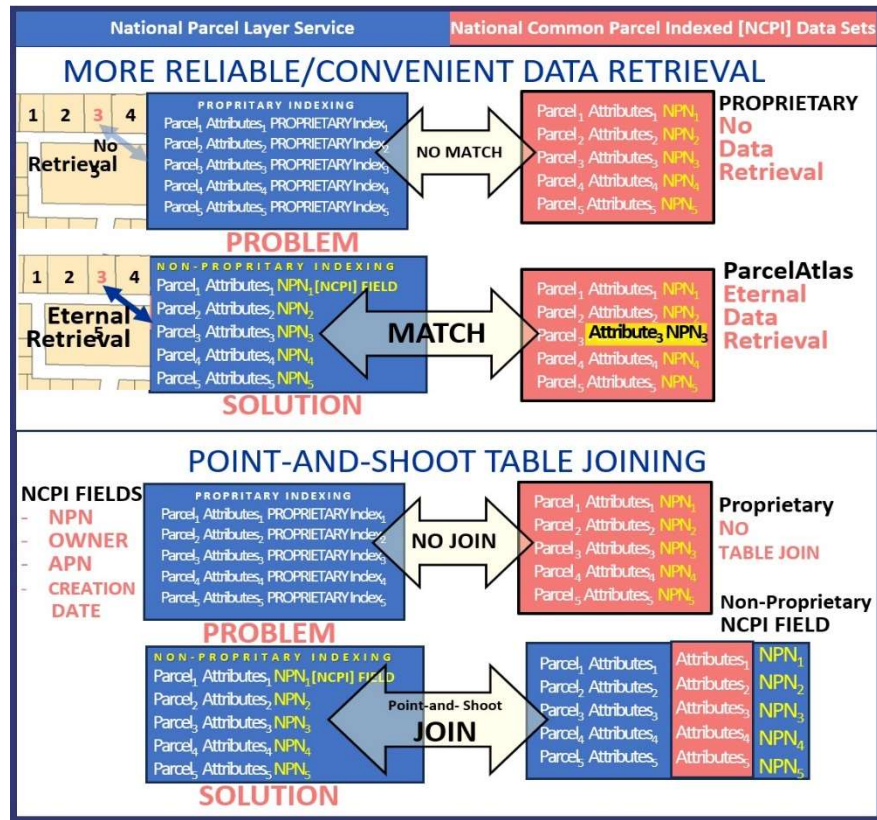 National Parcel Layer Service
National Common Parcel Indexed [NCPI] Data Sets
MORE RELIABLE/CONVENIENT DATA RETRIEVAL
1 2 3 4
No
Retrieval
5
PROPRITARY INDEXING
Parcel₁ Attributes₁ PROPRIETARY Index₁
Parcel₂ Attributes₂ PROPRIETARY Index₂
Parcel₃ Attributes₃ PROPRIETARY Index₃
Parcel₄ Attributes₄ PROPRIETARY Index₄
Parcel₅ Attributes₅ PROPRIETARY Index₅
NO MATCH
Parcel₁ Attributes₁ NPN₁
Parcel₂ Attributes₂ NPN₂
Parcel₃ Attributes₃ NPN₃
Parcel₄ Attributes₄ NPN₄
Parcel₅ Attributes₅ NPN₅
PROPRIETARY
No
Data
Retrieval
PROBLEM
1 2 3 4
Eternal
Retrieval
5
NON-PROPRITARY INDEXING
Parcel₁ Attributes₁ NPN₁ [NCPI] FIELD
Parcel₂ Attributes₂ NPN₂
Parcel₃ Attributes₃ NPN₃
Parcel₄ Attributes₄ NPN₄
Parcel₅ Attributes₅ NPN₅
MATCH
Parcel₁ Attributes₁ NPN₁
Parcel₂ Attributes₂ NPN₂
Parcel₃ Attribute₃ NPN₃
Parcel₄ Attributes₄ NPN₄
Parcel₅ Attributes₅ NPN₅
ParcelAtlas
Eternal
Data
Retrieval
SOLUTION
POINT-AND-SHOOT TABLE JOINING
NCPI FIELDS
- NPN
- OWNER
- APN
- CREATION
DATE
PROPRITARY INDEXING
Parcel₁ Attributes₁ PROPRIETARY Index₁
Parcel₂ Attributes₂ PROPRIETARY Index₂
Parcel₃ Attributes₃ PROPRIETARY Index₃
Parcel₄ Attributes₄ PROPRIETARY Index₄
Parcel₅ Attributes₅ PROPRIETARY Index₅
NO JOIN
Parcel₁ Attributes₁ NPN₁
Parcel₂ Attributes₂ NPN₂
Parcel₃ Attributes₃ NPN₃
Parcel₄ Attributes₄ NPN₄
Parcel₅ Attributes₅ NPN₅
Proprietary
NO
TABLE JOIN
PROBLEM
NON-PROPRITARY INDEXING
Parcel₁ Attributes₁ NPN₁ [NCPI] FIELD
Parcel₂ Attributes₂ NPN₂
Parcel₃ Attributes₃ NPN₃
Parcel₄ Attributes₄ NPN₄
Parcel₅ Attributes₅ NPN₅
Point-and- Shoot
JOIN
Non-Proprietary
NCPI FIELD
Parcel₁ Attributes₁ Attributes₁ NPN₁
Parcel₂ Attributes₂ Attributes₂ NPN₂
Parcel₃ Attributes₃ Attributes₃ NPN₃
Parcel₄ Attributes₄ Attributes₄ NPN₄
Parcel₅ Attributes₅ Attributes₅ NPN₅
SOLUTION